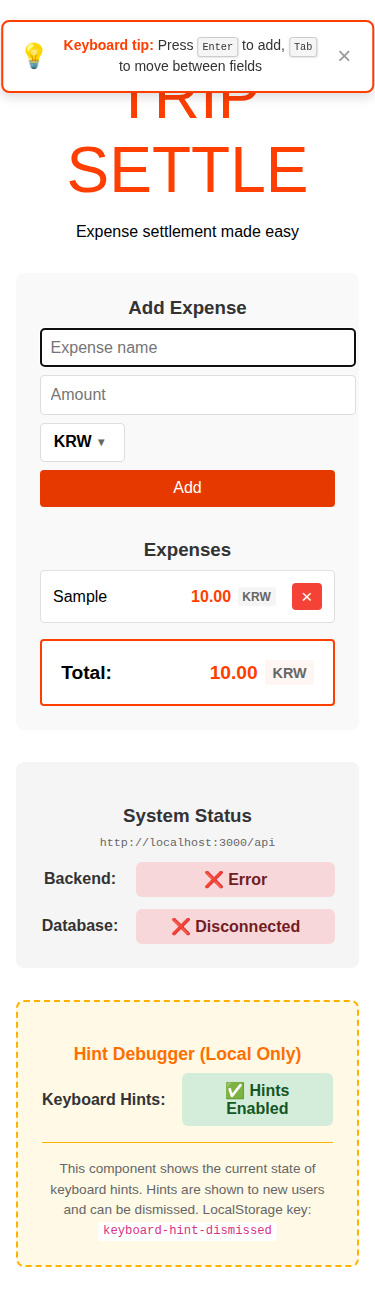 Keyboard tip: Press Enter to add, Tab
to move between fields
×
TRIP
SETTLE
Expense settlement made easy
Add Expense
Expense name
Amount
KRW ▼
Add
Expenses
Sample 10.00 KRW ×
Total: 10.00 KRW
System Status
http://localhost:3000/api
Backend: ❌ Error
Database: ❌ Disconnected
Hint Debugger (Local Only)
Keyboard Hints: ✅ Hints
Enabled
This component shows the current state of
keyboard hints. Hints are shown to new users
and can be dismissed. LocalStorage key:
keyboard-hint-dismissed